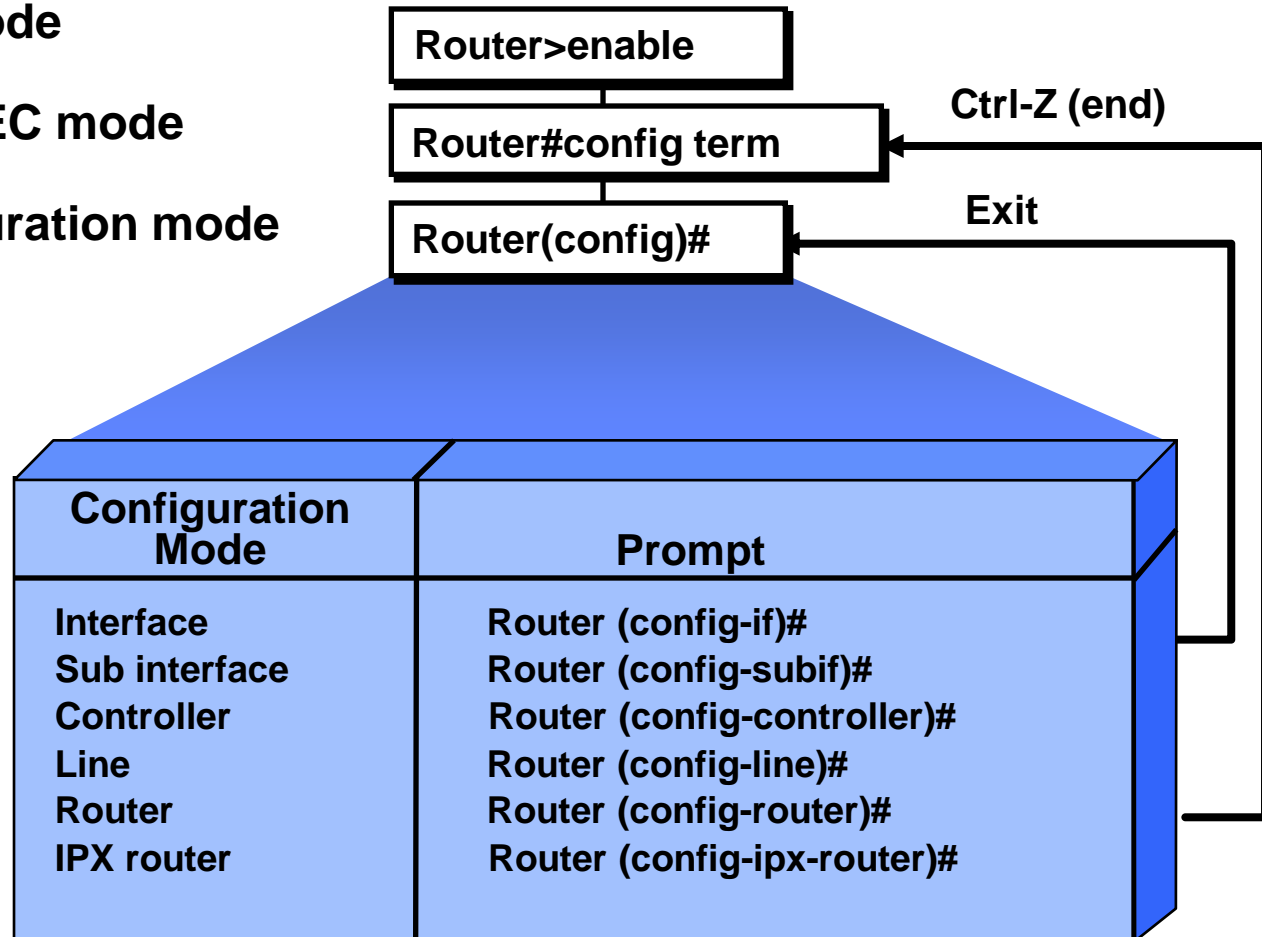 ode
Router>enable
Ctrl-Z (end)
EC mode
Router#config term
Exit
uration mode
Router(config)#
Configuration
Mode
Prompt
Interface Router (config-if)#
Sub interface Router (config-subif)#
Controller Router (config-controller)#
Line Router (config-line)#
Router Router (config-router)#
IPX router Router (config-ipx-router)#